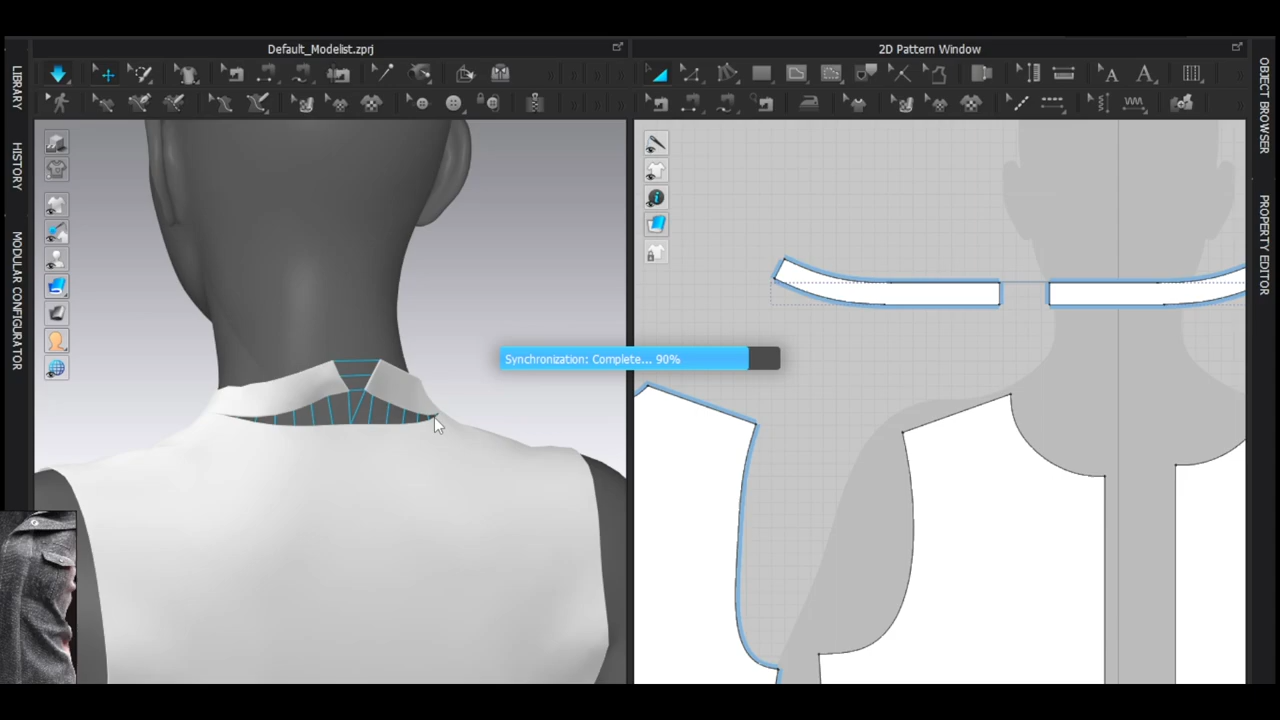 Default_Modelist.zprj
2D Pattern Window
LIBRARY
HISTORY
MODULAR CONFIGURATOR
OBJECT BROWSER
PROPERTY EDITOR
Synchronization: Complete... 90%